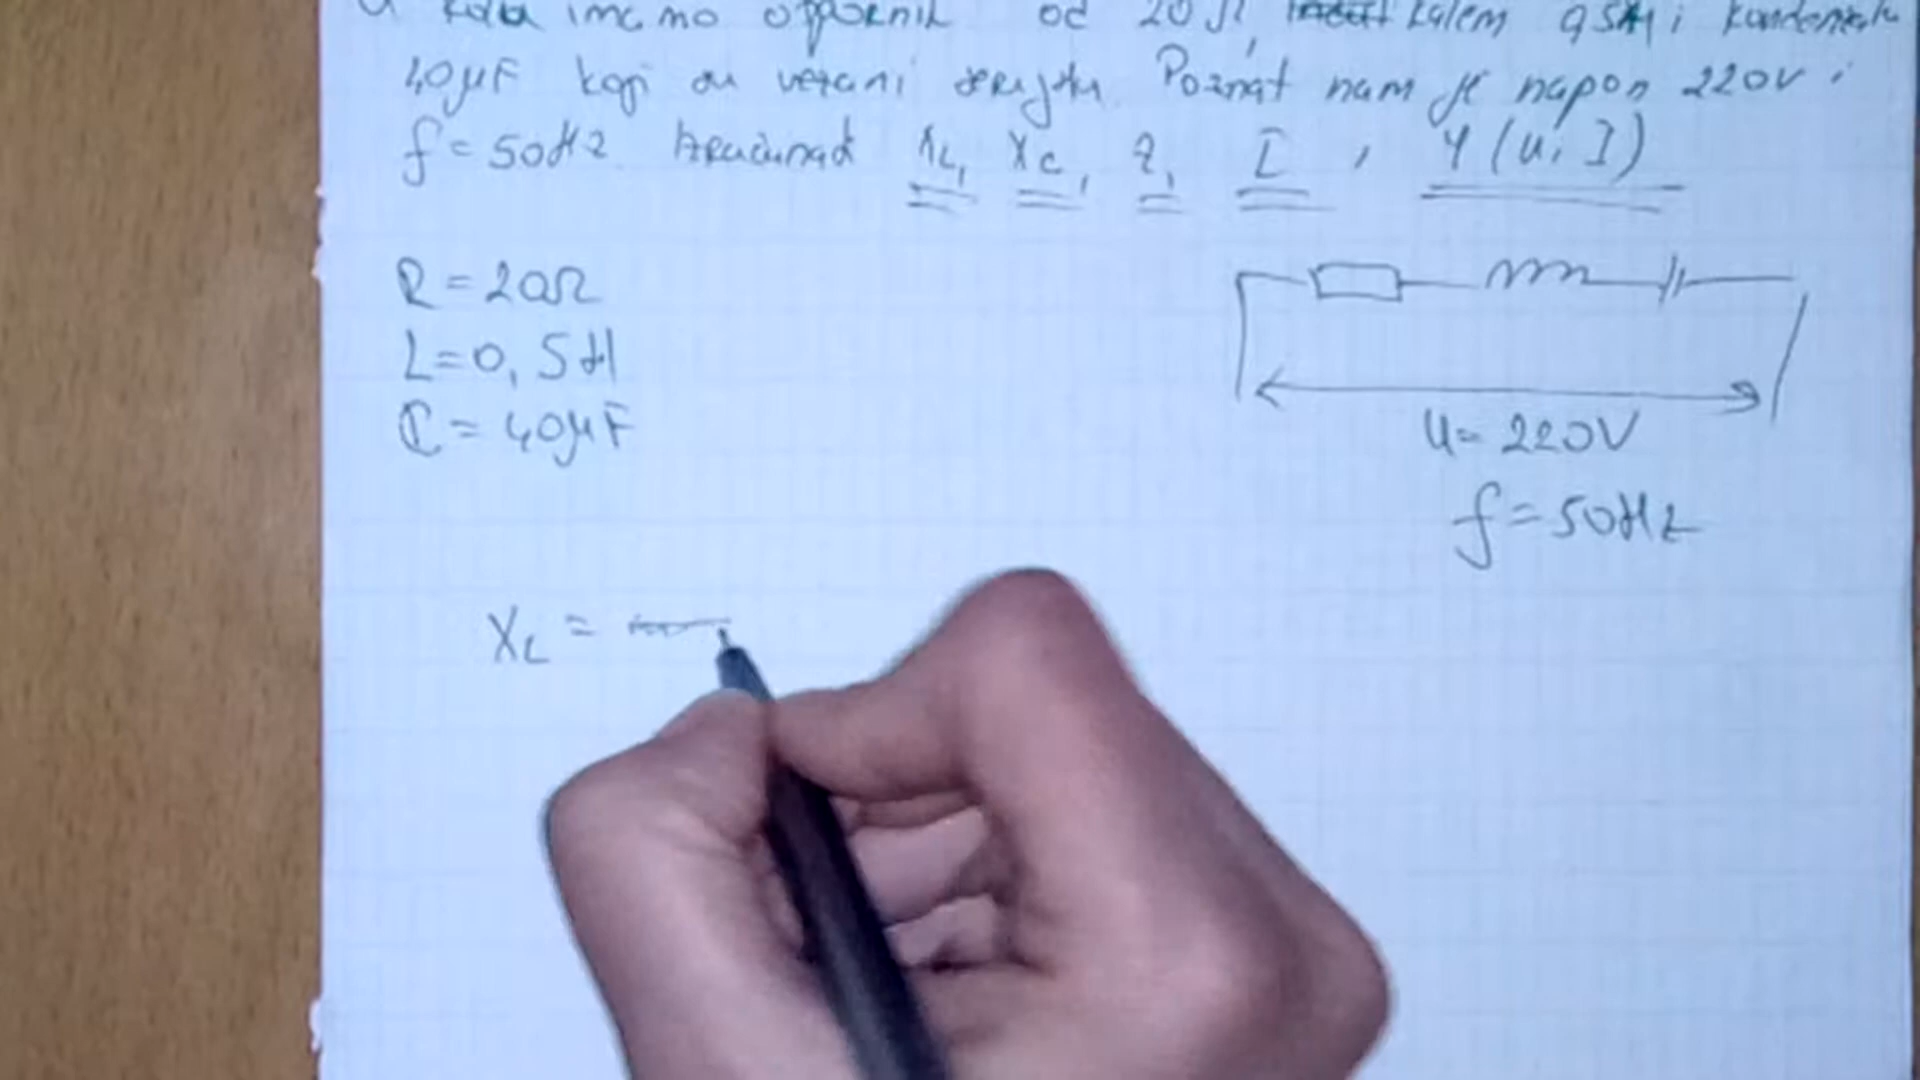 U kolu imamo otpornik od 20Ω, kalem 0,5H i kondenzator
40μF koji su vezani serijski. Poznat nam je napon 220V i
f = 50Hz Izračunati XL, XC, Z, I, φ(U, I)
R = 20Ω
L = 0,5H
C = 40μF
U = 220V
f = 50Hz
XL =